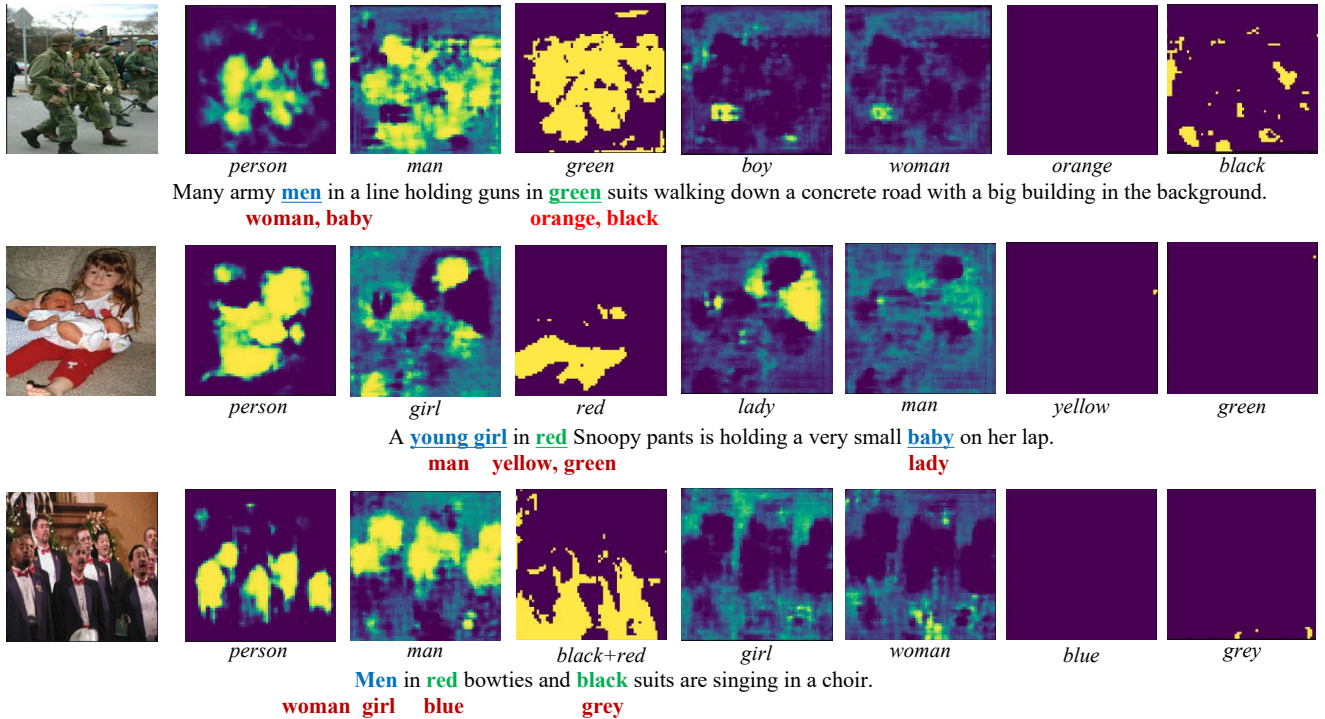 person man green boy woman orange black
Many army men in a line holding guns in green suits walking down a concrete road with a big building in the background.
woman, baby orange, black
person girl red lady man yellow green
A young girl in red Snoopy pants is holding a very small baby on her lap.
man yellow, green lady
person man black+red girl woman blue grey
Men in red bowties and black suits are singing in a choir.
woman girl blue grey